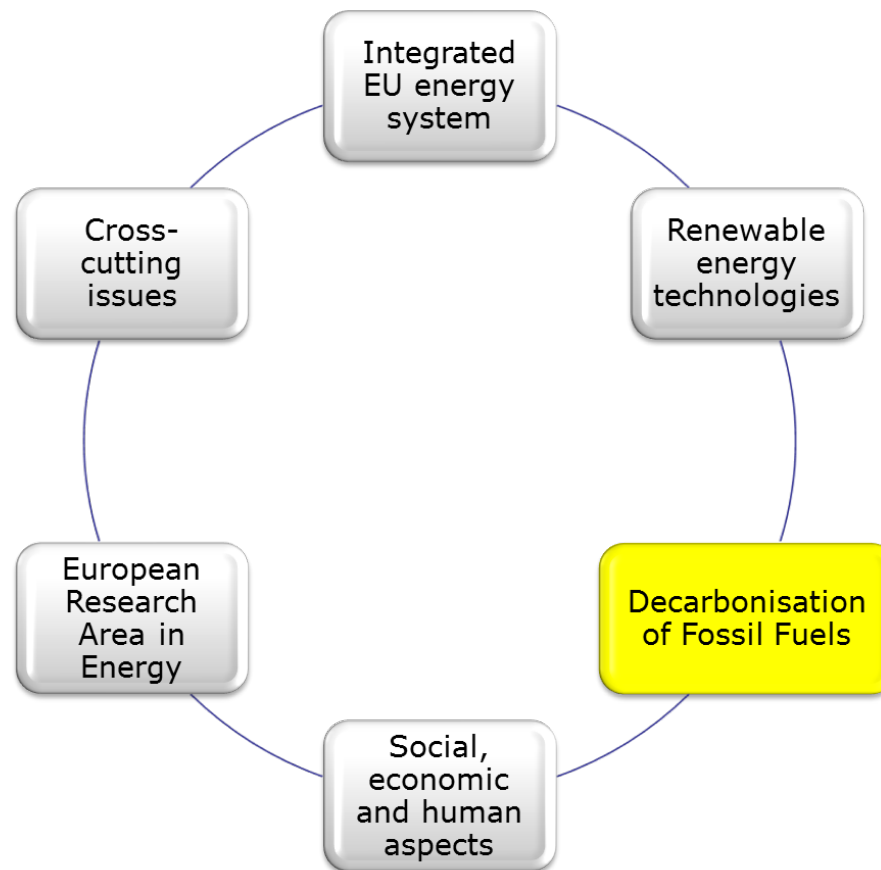 Integrated
EU energy
system
Renewable
energy
technologies
Decarbonisation
of Fossil Fuels
Social,
economic
and human
aspects
European
Research
Area in
Energy
Cross-
cutting
issues